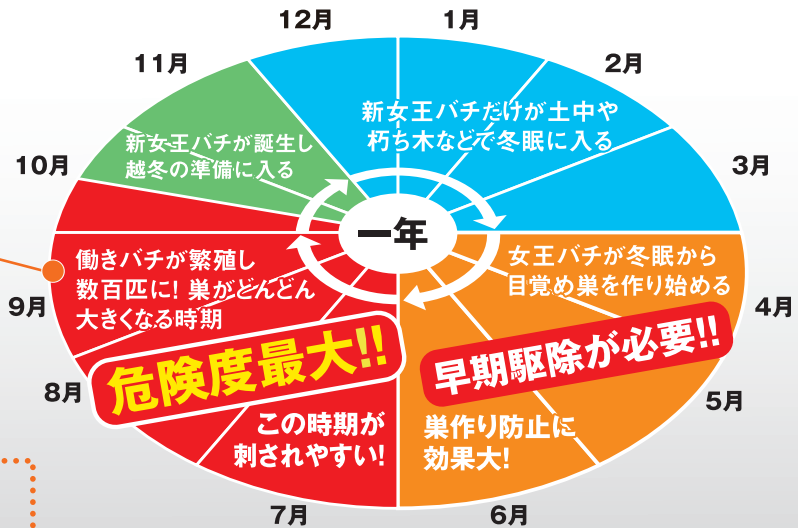 12月
1月
11月
2月
10月
3月
9月
4月
8月
5月
7月
6月
新女王バチだけが土中や
朽ち木などで冬眠に入る
新女王バチが誕生し
越冬の準備に入る
一年
働きバチが繁殖し
数百匹に! 巣がどんどん
大きくなる時期
女王バチが冬眠から
目覚め巣を作り始める
危険度最大!!
早期駆除が必要!!
この時期が
刺されやすい!
巣作り防止に
効果大!